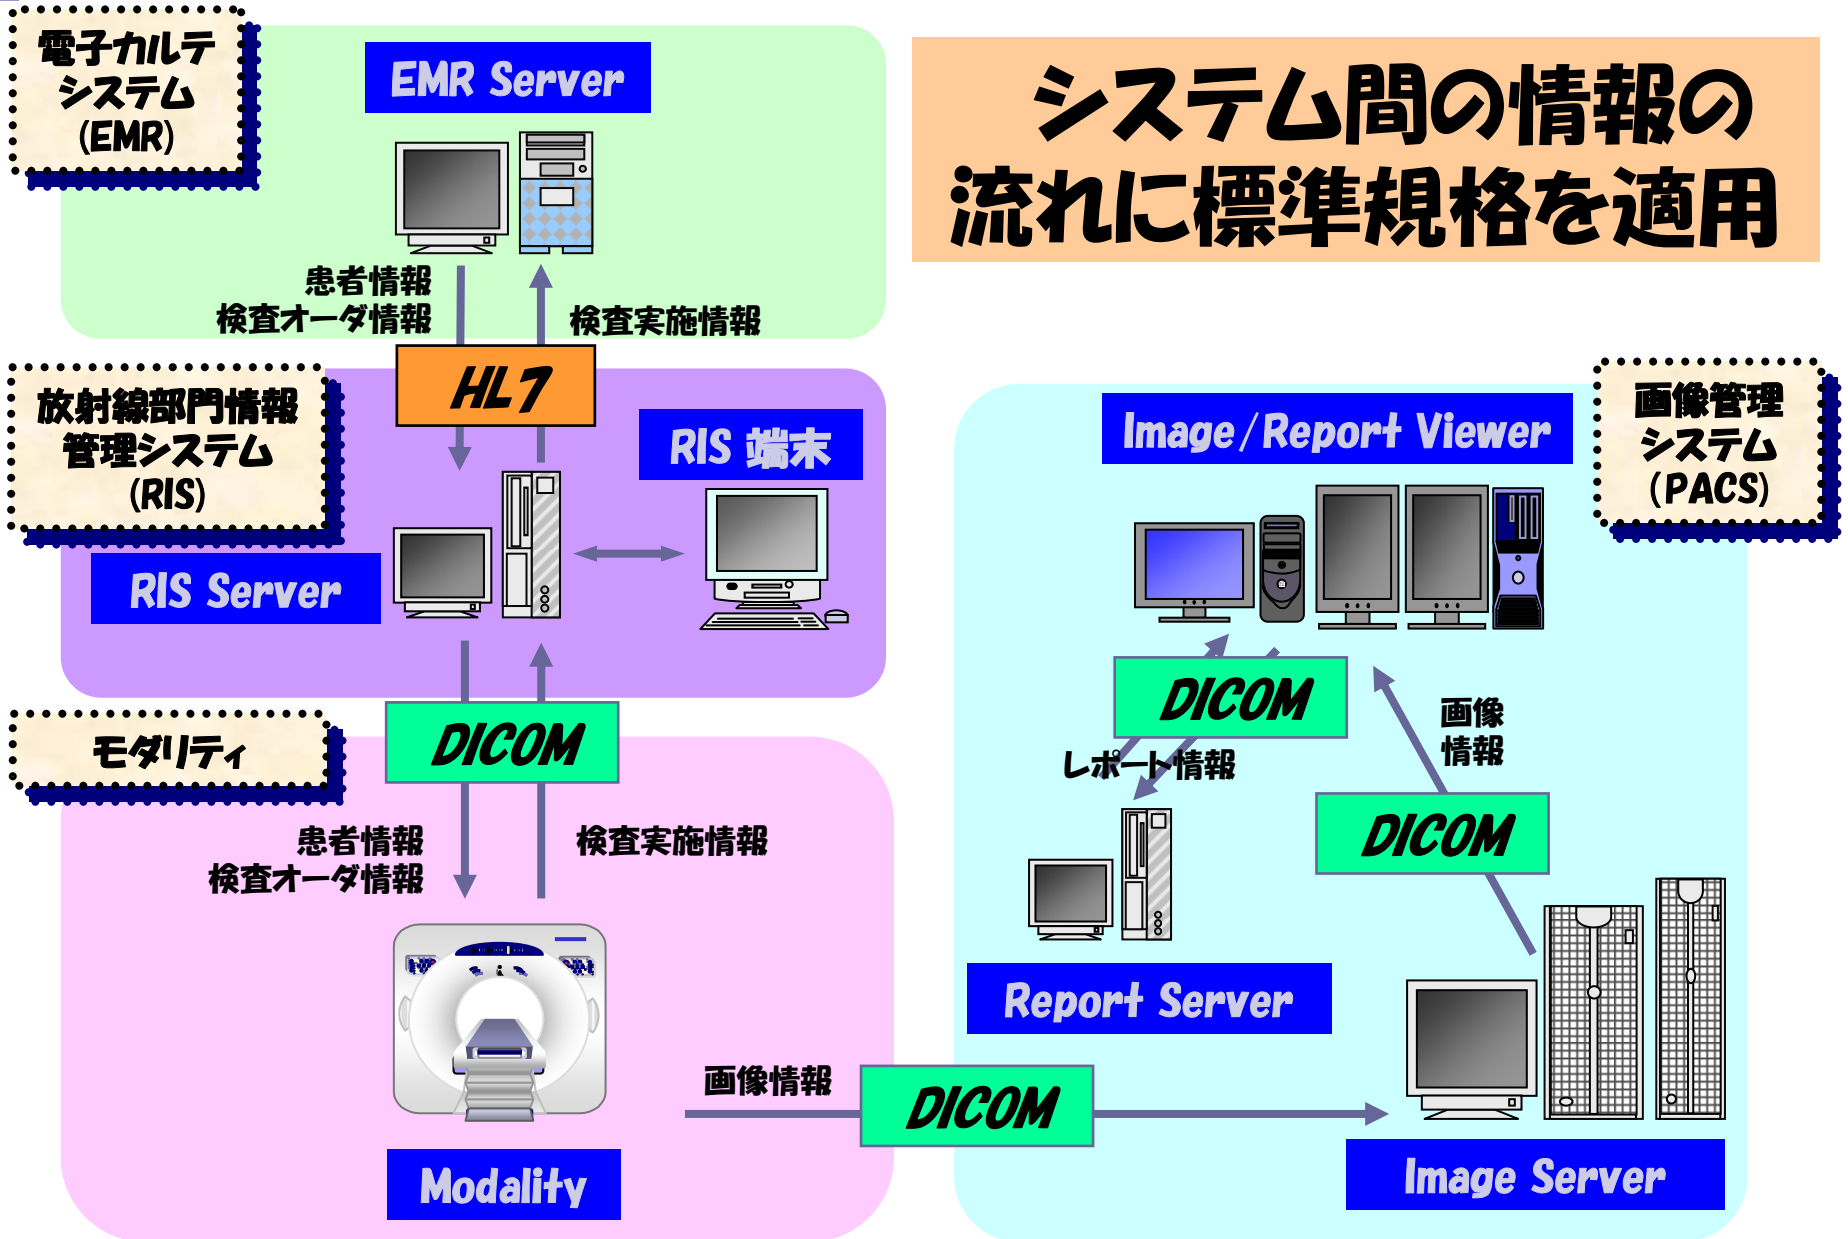 電子カルテ
システム
(EMR)
EMR Server
システム間の情報の
流れに標準規格を適用
患者情報
検査オーダ情報
検査実施情報
HL7
放射線部門情報
管理システム
(RIS)
RIS 端末
RIS Server
画像管理
システム
(PACS)
Image/Report Viewer
DICOM
レポート情報
画像
情報
DICOM
Report Server
Image Server
モダリティ
DICOM
患者情報
検査オーダ情報
検査実施情報
画像情報
DICOM
Modality